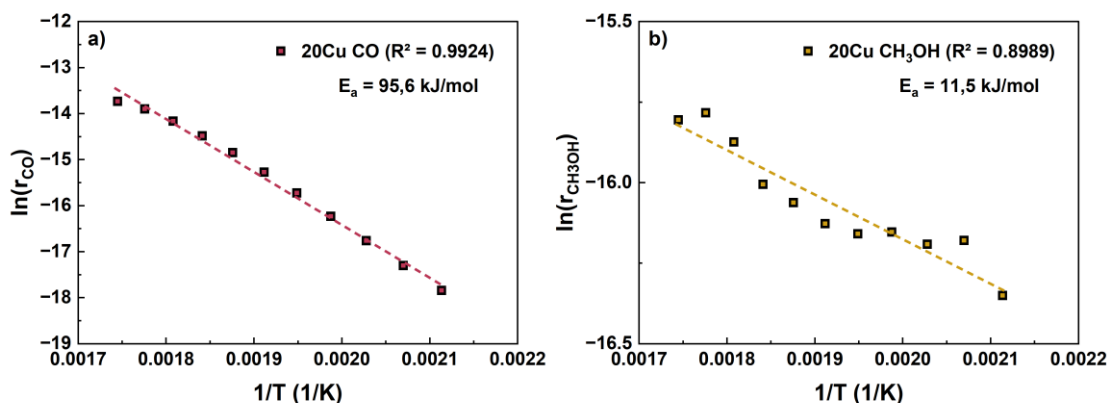 a)
20Cu CO (R² = 0.9924)
Eₐ = 95,6 kJ/mol
ln(r_CO)
−12
−13
−14
−15
−16
−17
−18
−19
0.0017
0.0018
0.0019
0.0020
0.0021
0.0022
1/T (1/K)
b)
20Cu CH₃OH (R² = 0.8989)
Eₐ = 11,5 kJ/mol
ln(r_CH3OH)
−15.5
−16.0
−16.5
0.0017
0.0018
0.0019
0.0020
0.0021
0.0022
1/T (1/K)